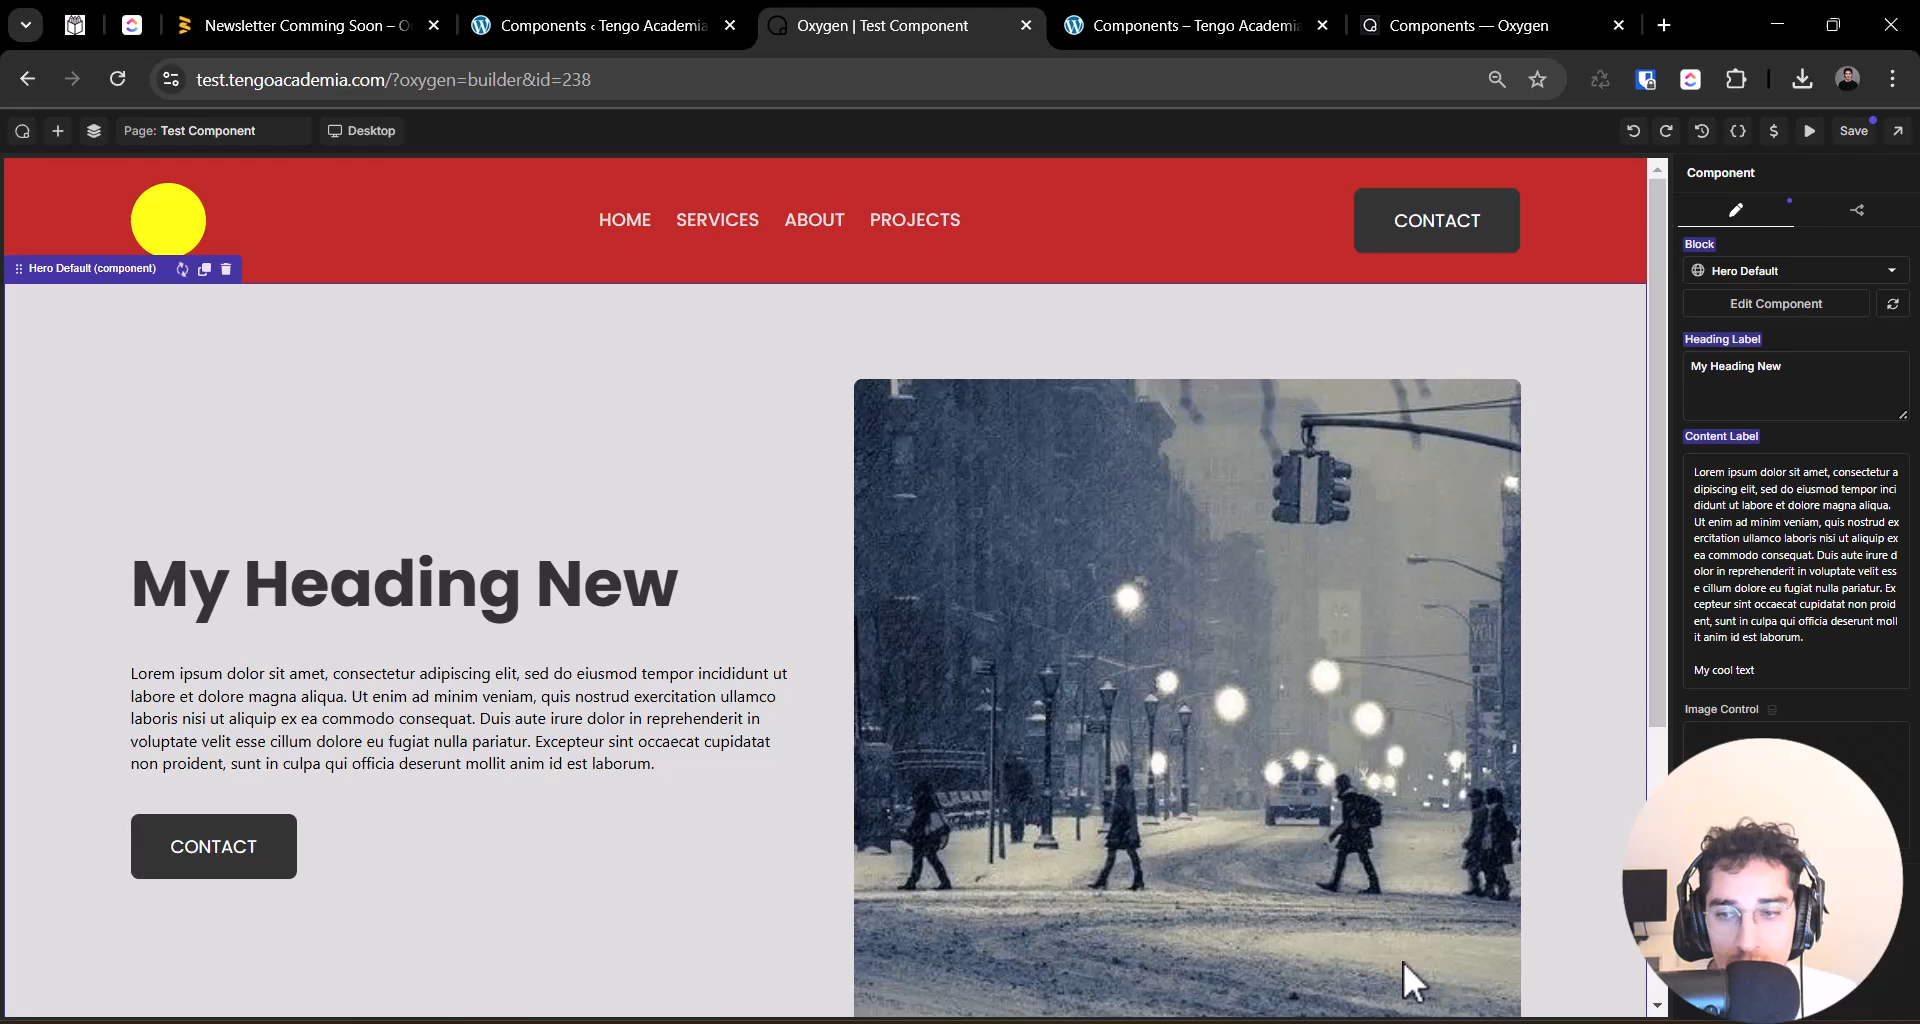 Newsletter Comming Soon – O
Components ‹ Tengo Academia
Oxygen | Test Component
Components – Tengo Academia
Components — Oxygen
test.tengoacademia.com/?oxygen=builder&id=238
Page: Test Component
Desktop
Save
HOME SERVICES ABOUT PROJECTS
CONTACT
Hero Default (component)
My Heading New
Lorem ipsum dolor sit amet, consectetur adipiscing elit, sed do eiusmod tempor incididunt ut
labore et dolore magna aliqua. Ut enim ad minim veniam, quis nostrud exercitation ullamco
laboris nisi ut aliquip ex ea commodo consequat. Duis aute irure dolor in reprehenderit in
voluptate velit esse cillum dolore eu fugiat nulla pariatur. Excepteur sint occaecat cupidatat
non proident, sunt in culpa qui officia deserunt mollit anim id est laborum.
CONTACT
Component
Block
Hero Default
Edit Component
Heading Label
My Heading New
Content Label
Lorem ipsum dolor sit amet, consectetur a
dipiscing elit, sed do eiusmod tempor inci
didunt ut labore et dolore magna aliqua.
Ut enim ad minim veniam, quis nostrud ex
ercitation ullamco laboris nisi ut aliquip ex
ea commodo consequat. Duis aute irure d
olor in reprehenderit in voluptate velit ess
e cillum dolore eu fugiat nulla pariatur. Ex
cepteur sint occaecat cupidatat non proid
ent, sunt in culpa qui officia deserunt moll
it anim id est laborum.
My cool text
Image Control